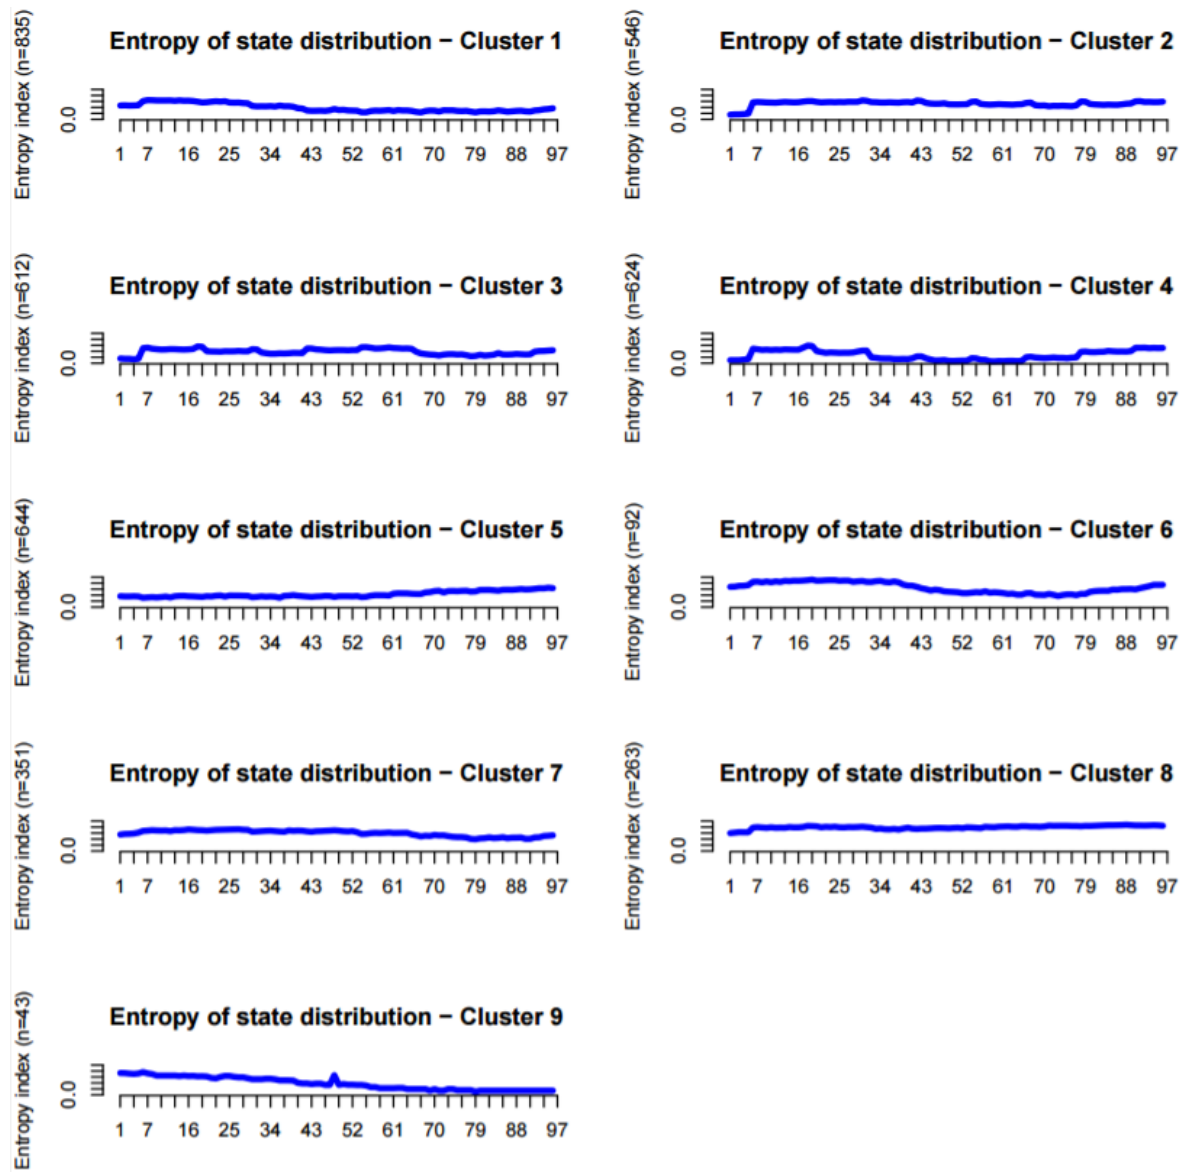 Entropy of state distribution − Cluster 1
Entropy index (n=835)
0.0
1 7 16 25 34 43 52 61 70 79 88 97
Entropy of state distribution − Cluster 2
Entropy index (n=546)
0.0
1 7 16 25 34 43 52 61 70 79 88 97
Entropy of state distribution − Cluster 3
Entropy index (n=612)
0.0
1 7 16 25 34 43 52 61 70 79 88 97
Entropy of state distribution − Cluster 4
Entropy index (n=624)
0.0
1 7 16 25 34 43 52 61 70 79 88 97
Entropy of state distribution − Cluster 5
Entropy index (n=644)
0.0
1 7 16 25 34 43 52 61 70 79 88 97
Entropy of state distribution − Cluster 6
Entropy index (n=92)
0.0
1 7 16 25 34 43 52 61 70 79 88 97
Entropy of state distribution − Cluster 7
Entropy index (n=351)
0.0
1 7 16 25 34 43 52 61 70 79 88 97
Entropy of state distribution − Cluster 8
Entropy index (n=263)
0.0
1 7 16 25 34 43 52 61 70 79 88 97
Entropy of state distribution − Cluster 9
Entropy index (n=43)
0.0
1 7 16 25 34 43 52 61 70 79 88 97